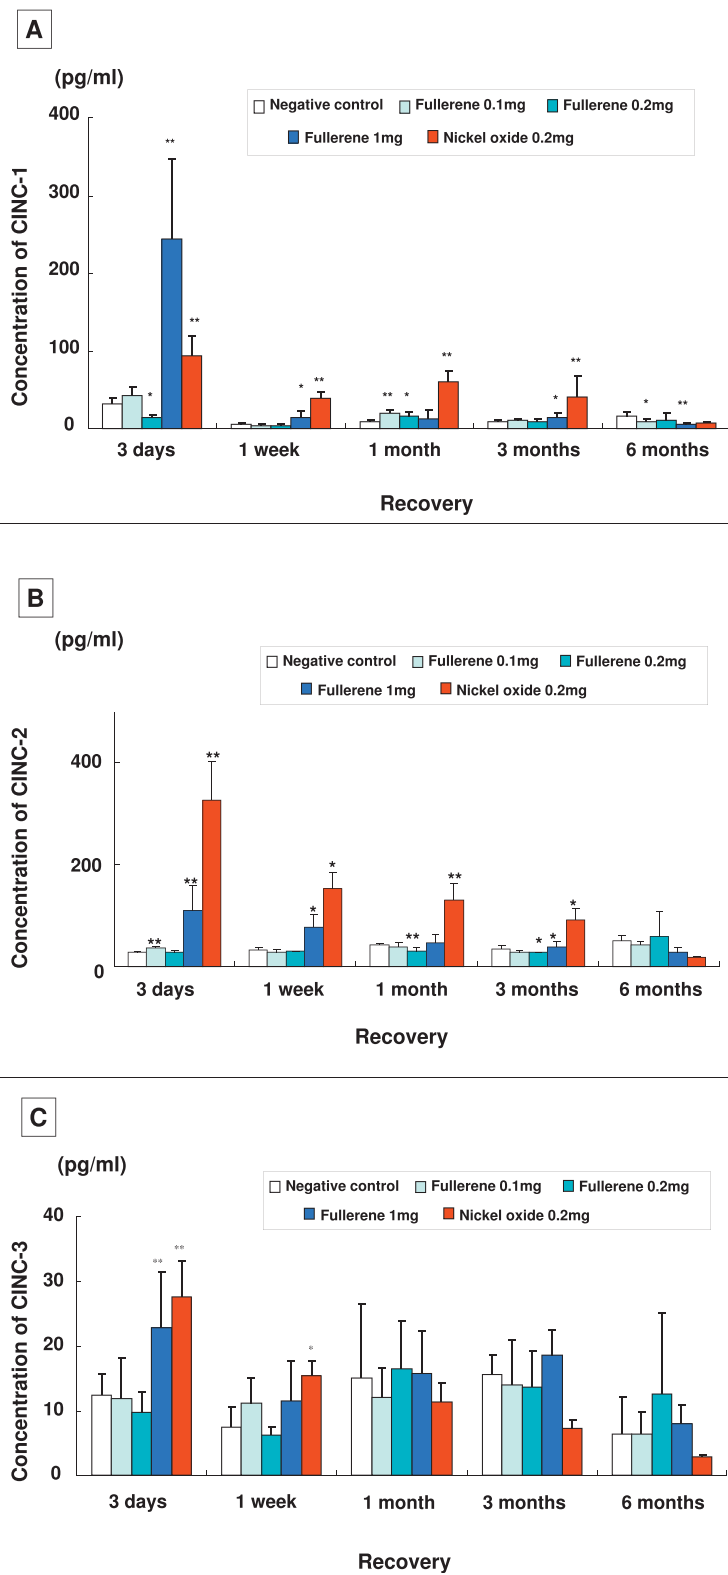 A
(pg/ml)
Negative control Fullerene 0.1mg Fullerene 0.2mg
Fullerene 1mg Nickel oxide 0.2mg
Concentration of CINC-1
400
300
200
100
0
** 
**
*
* **
** * **
* **
* **
3 days 1 week 1 month 3 months 6 months
Recovery
B
(pg/ml)
Negative control Fullerene 0.1mg Fullerene 0.2mg
Fullerene 1mg Nickel oxide 0.2mg
Concentration of CINC-2
400
200
0
**
**
**
* *
** **
* * *
3 days 1 week 1 month 3 months 6 months
Recovery
C
(pg/ml)
Negative control Fullerene 0.1mg Fullerene 0.2mg
Fullerene 1mg Nickel oxide 0.2mg
Concentration of CINC-3
40
30
20
10
0
** **
*
3 days 1 week 1 month 3 months 6 months
Recovery